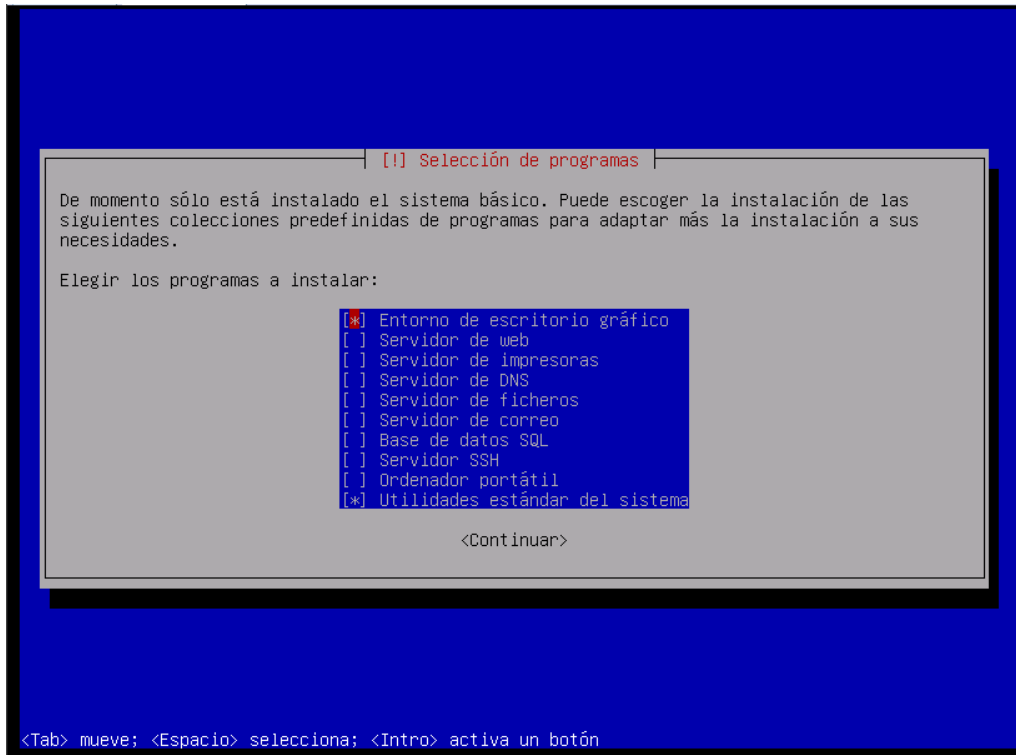 [!] Selección de programas
De momento sólo está instalado el sistema básico. Puede escoger la instalación de las
siguientes colecciones predefinidas de programas para adaptar más la instalación a sus
necesidades.
Elegir los programas a instalar:
[*] Entorno de escritorio gráfico
[ ] Servidor de web
[ ] Servidor de impresoras
[ ] Servidor de DNS
[ ] Servidor de ficheros
[ ] Servidor de correo
[ ] Base de datos SQL
[ ] Servidor SSH
[ ] Ordenador portátil
[*] Utilidades estándar del sistema
<Continuar>
<Tab> mueve; <Espacio> selecciona; <Intro> activa un botón